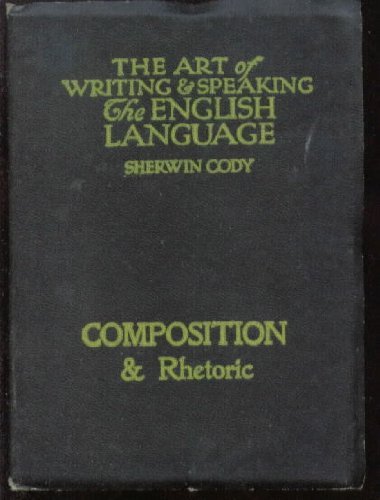 THE ART of
WRITING & SPEAKING
The ENGLISH
LANGUAGE
SHERWIN CODY
COMPOSITION
& Rhetoric